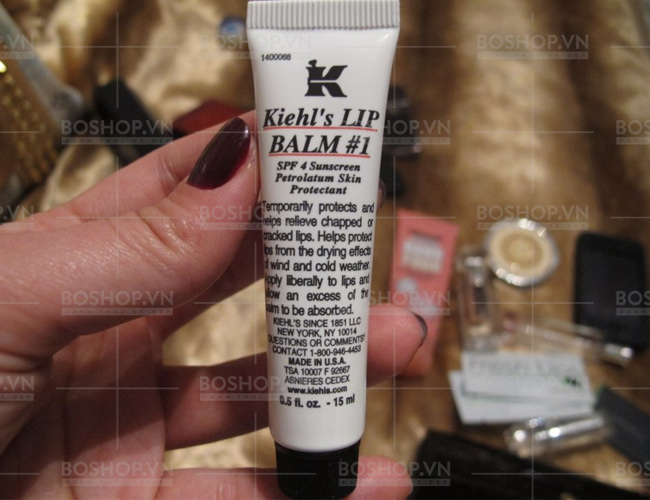 1400066
Kiehl's LIP
BALM #1
SPF 4 Sunscreen
Petrolatum Skin
Protectant
Temporarily protects and
helps relieve chapped or
cracked lips. Helps protect
lips from the drying effects
of wind and cold weather.
Apply liberally to lips and
allow an excess of the
balm to be absorbed.
KIEHL'S SINCE 1851 LLC
NEW YORK, NY 10014
QUESTIONS OR COMMENTS?
CONTACT 1-800-946-4453
MADE IN U.S.A.
TSA 10007 F 92667
ASNIERES CEDEX
www.kiehls.com
0.5 fl. oz. - 15 ml
BOSHOP.VN